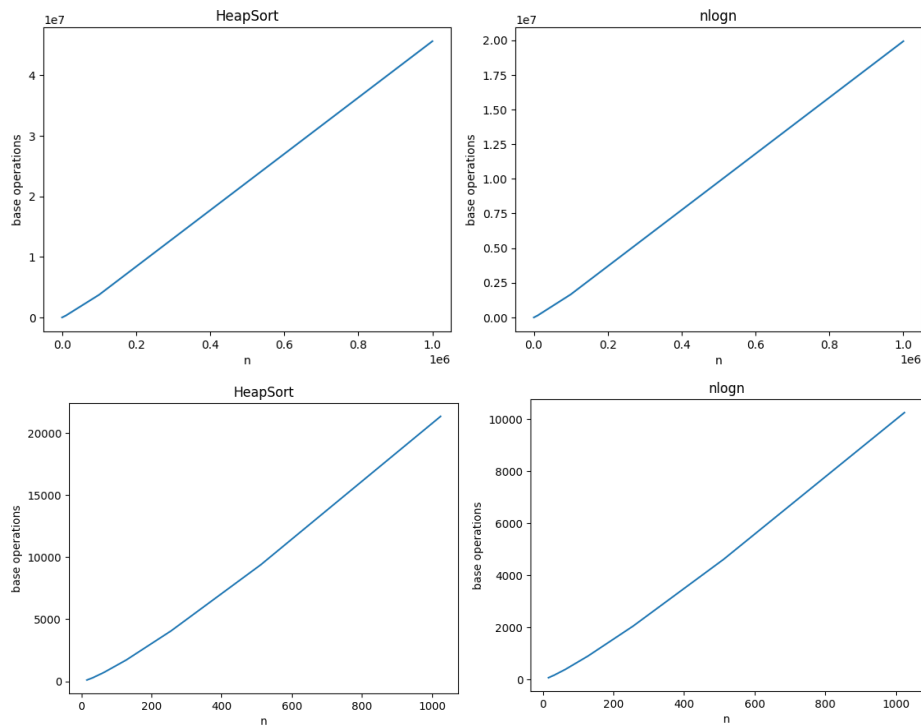 HeapSort
1e7
4
3
2
1
0
base operations
0.0 0.2 0.4 0.6 0.8 1.0
1e6
n
nlogn
1e7
2.00
1.75
1.50
1.25
1.00
0.75
0.50
0.25
0.00
base operations
0.0 0.2 0.4 0.6 0.8 1.0
1e6
n
HeapSort
20000
15000
10000
5000
0
base operations
0 200 400 600 800 1000
n
nlogn
10000
8000
6000
4000
2000
0
base operations
0 200 400 600 800 1000
n